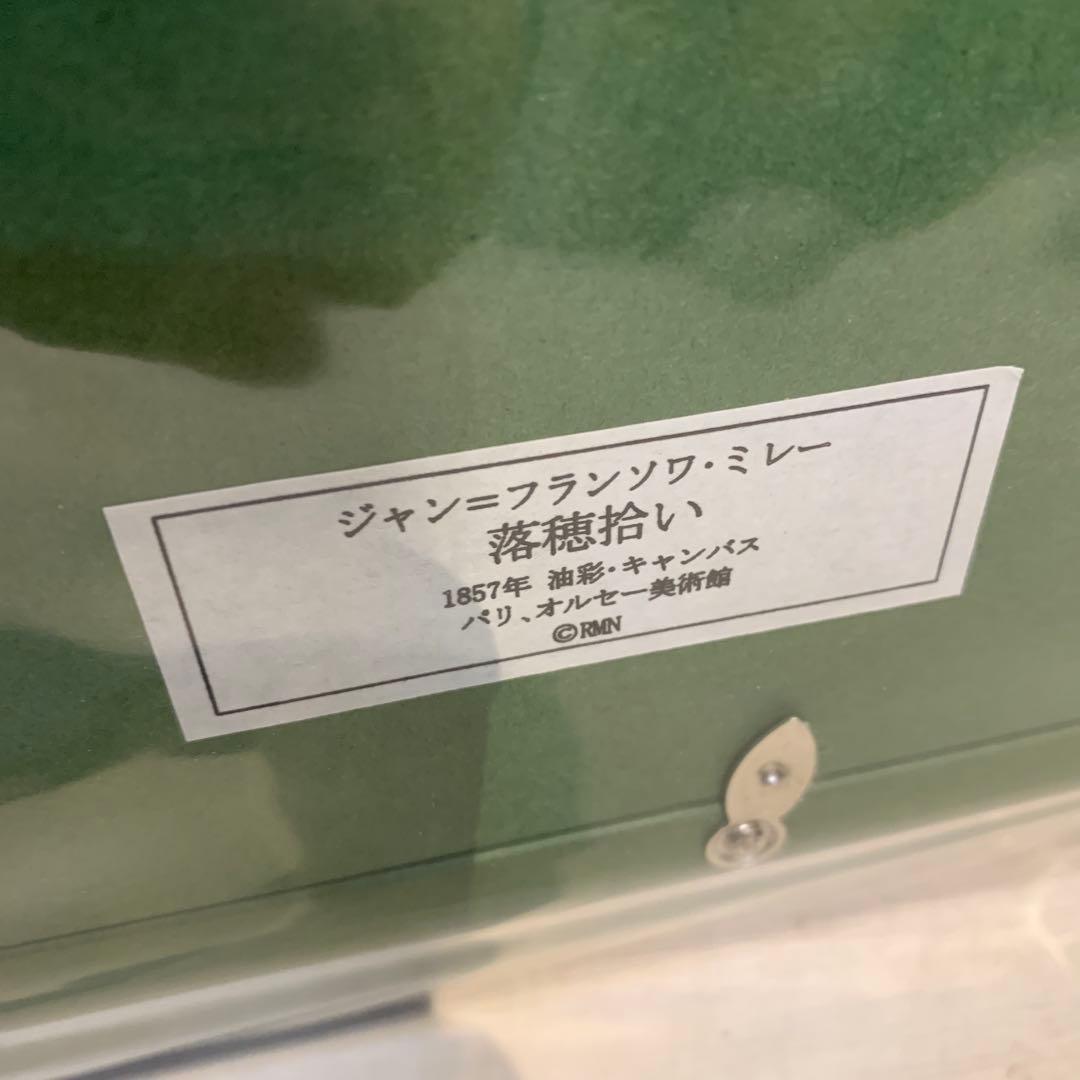 ジャン＝フランソワ・ミレー
落穂拾い
1857年 油彩・キャンバス
パリ、オルセー美術館
©RMN